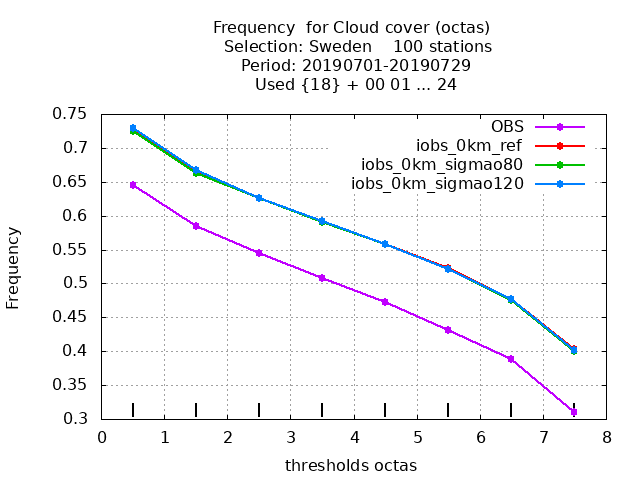 Frequency  for Cloud cover (octas)
Selection: Sweden    100 stations
Period: 20190701-20190729
Used {18} + 00 01 ... 24
OBS
iobs_0km_ref
iobs_0km_sigmao80
iobs_0km_sigmao120
Frequency
0.75
0.7
0.65
0.6
0.55
0.5
0.45
0.4
0.35
0.3
0 1 2 3 4 5 6 7 8
thresholds octas